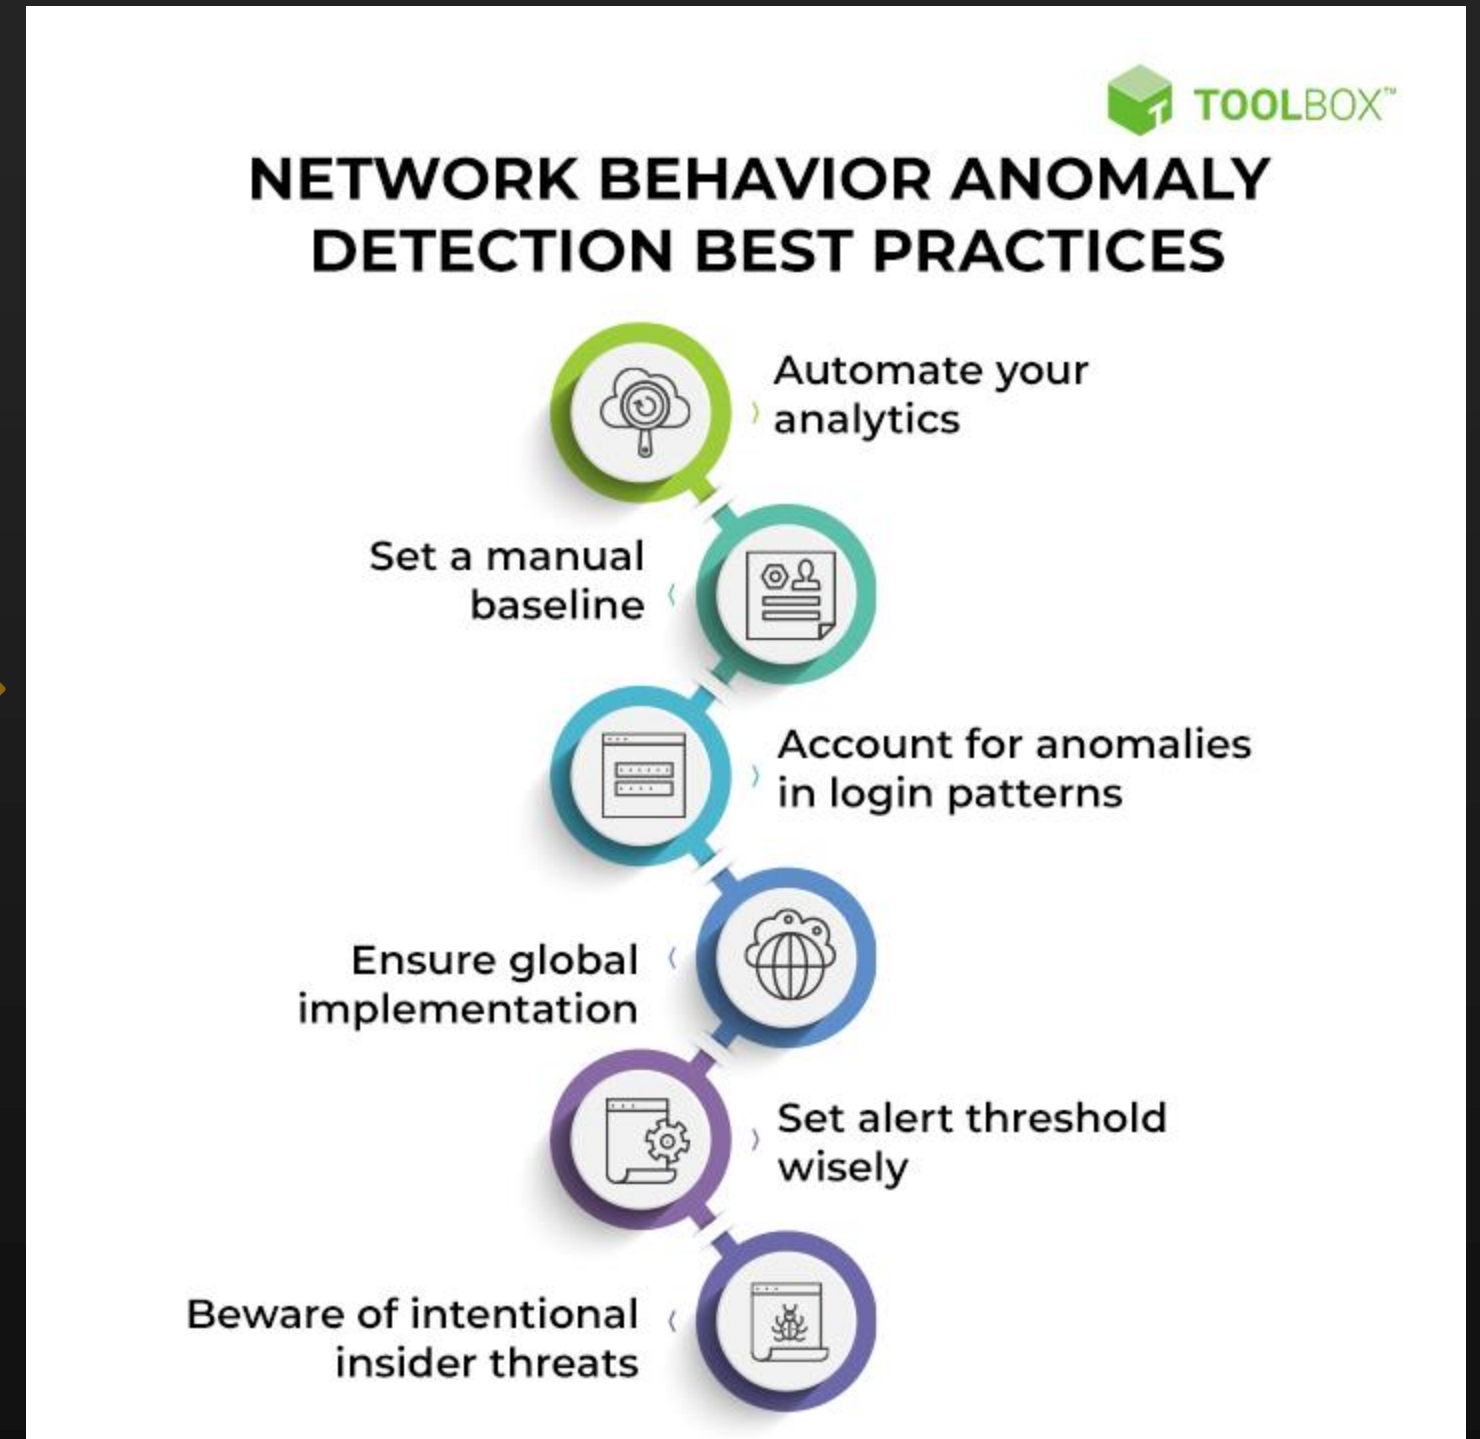 TOOLBOX™
NETWORK BEHAVIOR ANOMALY
DETECTION BEST PRACTICES
Automate your
analytics
Set a manual
baseline
Account for anomalies
in login patterns
Ensure global
implementation
Set alert threshold
wisely
Beware of intentional
insider threats